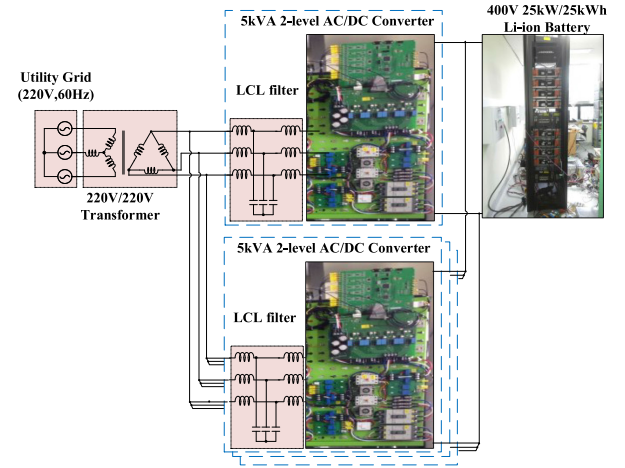 5kVA 2-level AC/DC Converter
400V 25kW/25kWh
Li-ion Battery
Utility Grid
(220V,60Hz)
LCL filter
220V/220V
Transformer
5kVA 2-level AC/DC Converter
LCL filter